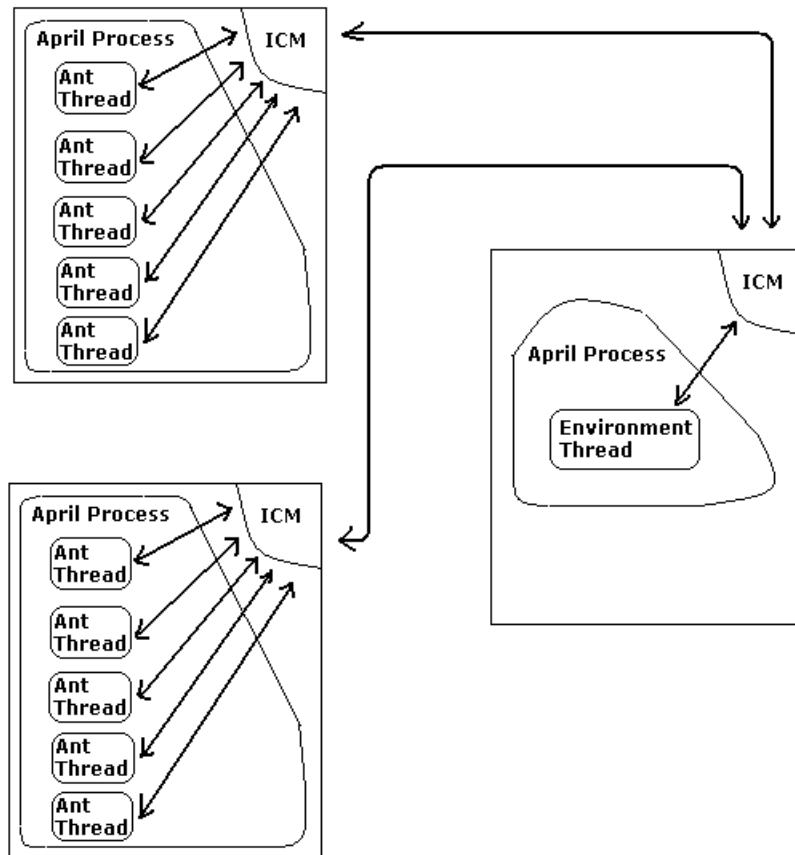 April Process
ICM
Ant
Thread
Ant
Thread
Ant
Thread
Ant
Thread
Ant
Thread
ICM
April Process
Environment
Thread
April Process
ICM
Ant
Thread
Ant
Thread
Ant
Thread
Ant
Thread
Ant
Thread